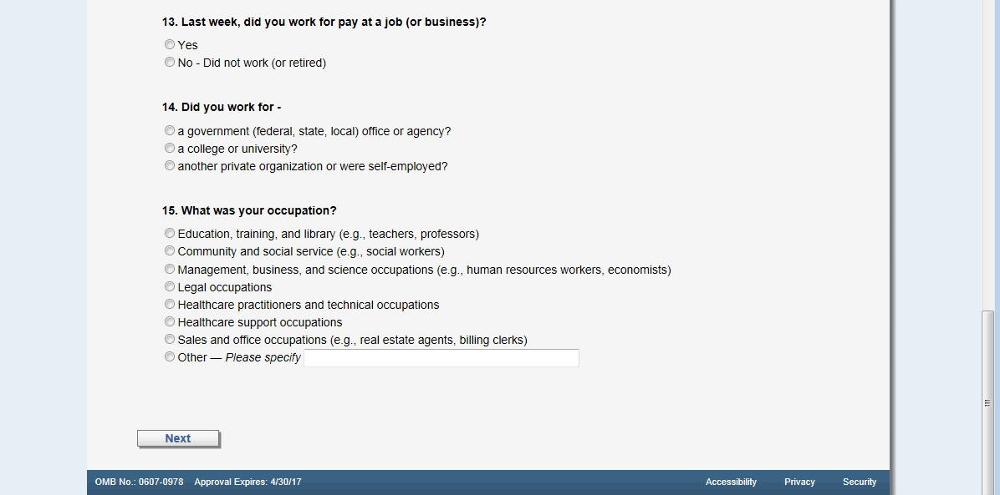 13. Last week, did you work for pay at a job (or business)?
Yes
No - Did not work (or retired)
14. Did you work for -
a government (federal, state, local) office or agency?
a college or university?
another private organization or were self-employed?
15. What was your occupation?
Education, training, and library (e.g., teachers, professors)
Community and social service (e.g., social workers)
Management, business, and science occupations (e.g., human resources workers, economists)
Legal occupations
Healthcare practitioners and technical occupations
Healthcare support occupations
Sales and office occupations (e.g., real estate agents, billing clerks)
Other — Please specify
Next
OMB No.: 0607-0978 Approval Expires: 4/30/17 Accessibility Privacy Security